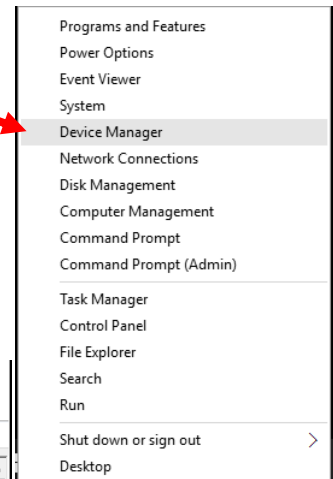 Programs and Features
Power Options
Event Viewer
System
Device Manager
Network Connections
Disk Management
Computer Management
Command Prompt
Command Prompt (Admin)
Task Manager
Control Panel
File Explorer
Search
Run
Shut down or sign out
Desktop